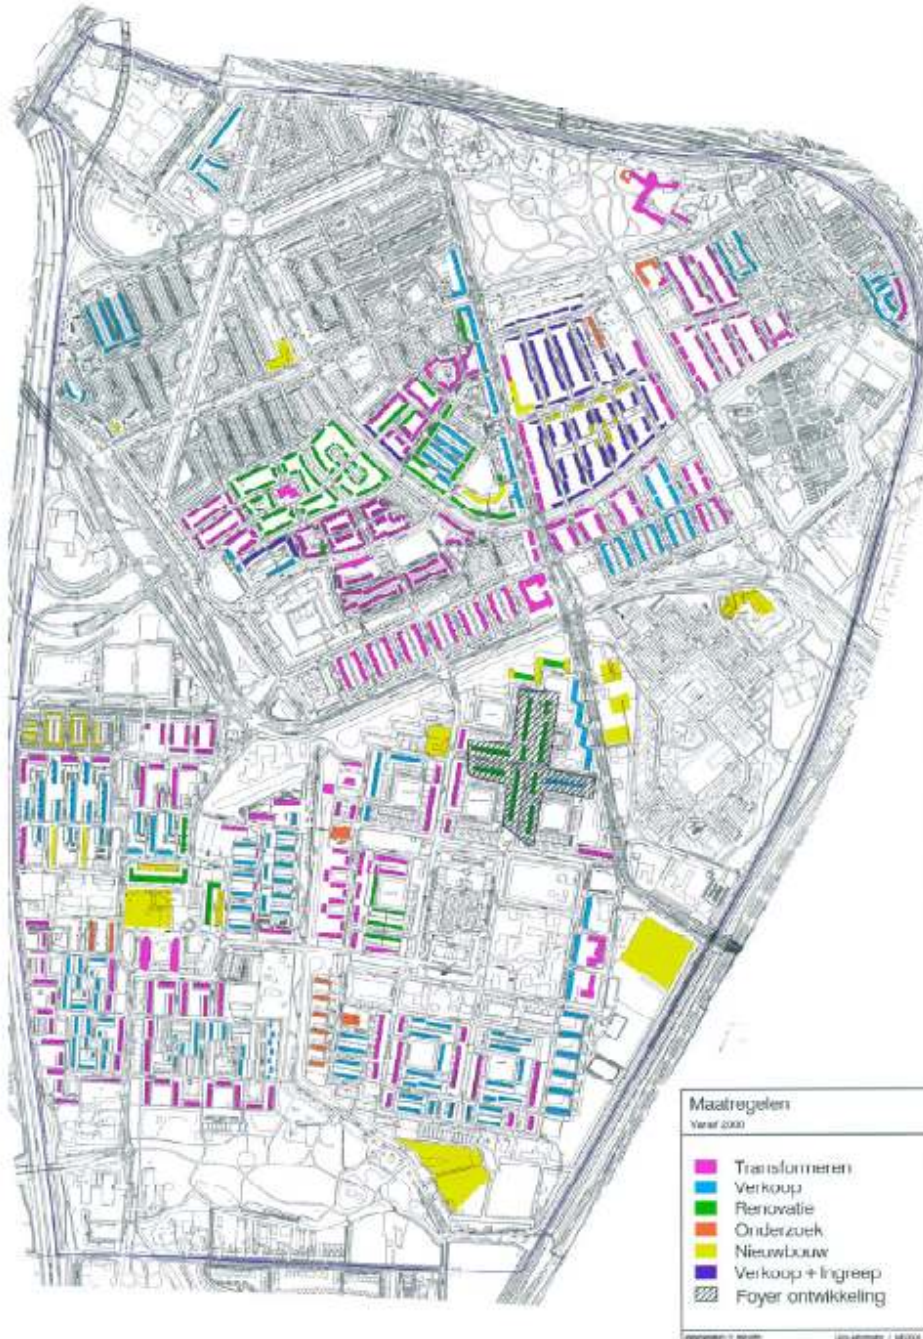 Maatregelen
Vanaf 2000
Transformeren
Verkoop
Renovatie
Onderzoek
Nieuwbouw
Verkoop + Ingreep
Foyer ontwikkeling